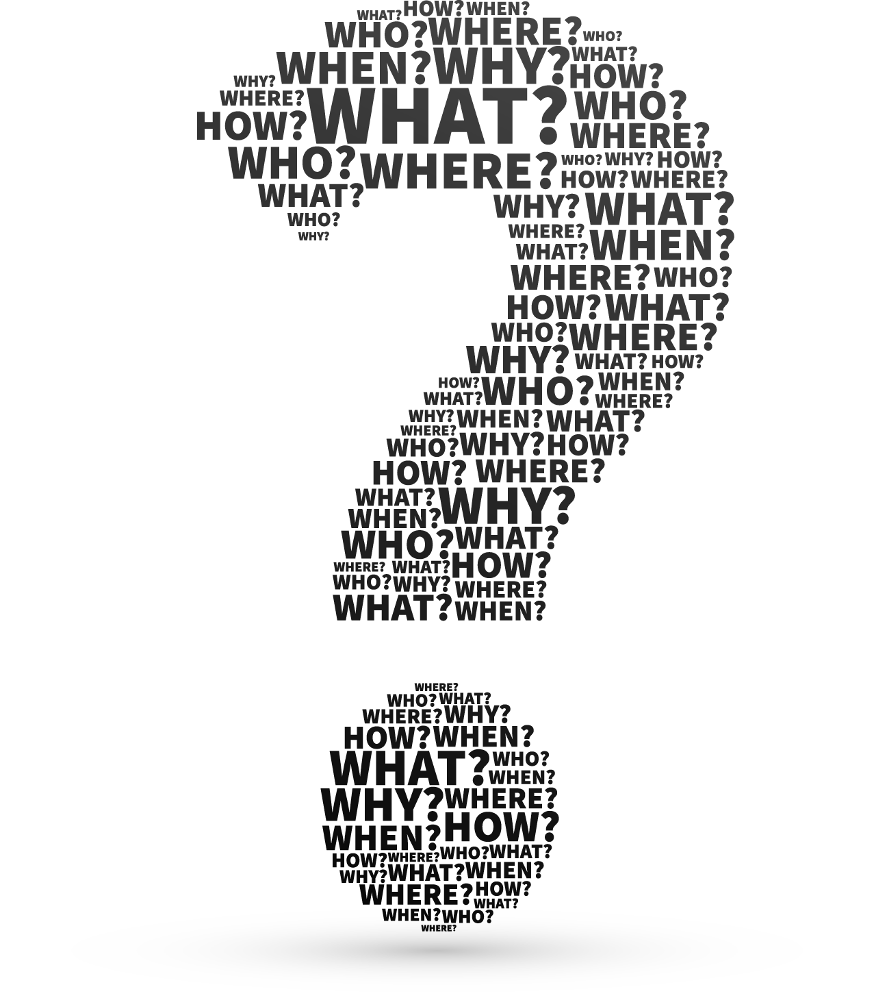 WHAT? HOW? WHEN?
WHO? WHERE? WHO?
WHEN? WHY? WHAT?
WHY? HOW?
WHERE? WHAT? WHO?
HOW? WHERE?
WHO? WHERE? WHO? WHY? HOW?
WHAT? HOW? WHERE?
WHO? WHY? WHAT?
WHY? WHERE? WHEN?
WHAT?
WHERE? WHO?
HOW? WHAT?
WHO? WHERE?
WHY? WHAT? HOW?
HOW? WHO? WHEN?
WHAT? WHERE?
WHY? WHEN? WHAT?
WHERE?
WHO? WHY? HOW?
HOW? WHERE?
WHAT? WHY?
WHEN?
WHO? WHAT?
WHERE? WHAT? HOW?
WHO? WHY? WHERE?
WHAT? WHEN?
WHERE?
WHO? WHAT?
WHERE? WHY?
HOW? WHEN?
WHAT? WHO?
WHEN?
WHY? WHERE?
WHEN? HOW?
HOW? WHERE? WHO? WHAT?
WHY? WHAT? WHEN?
WHERE? HOW?
WHAT?
WHEN? WHO?
WHERE?